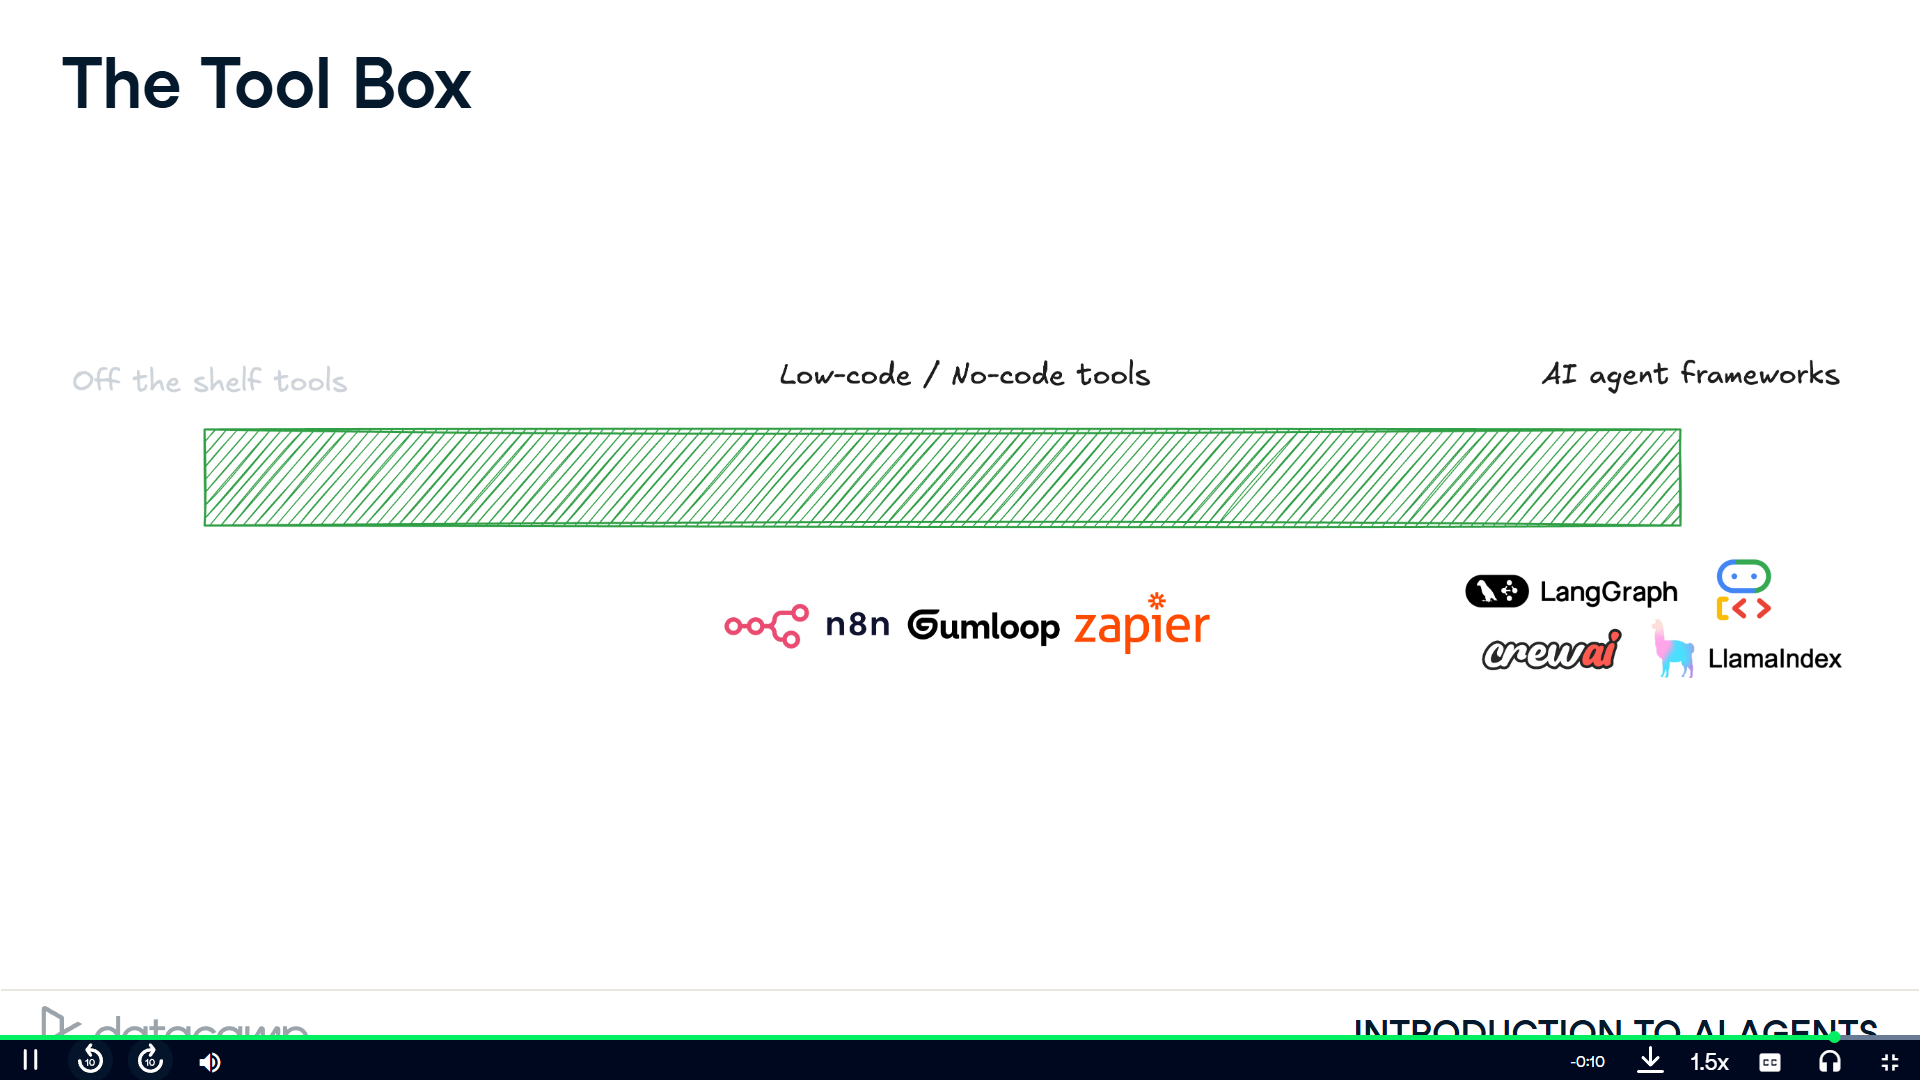 The Tool Box
Off the shelf tools
Low-code / No-code tools
AI agent frameworks
n8n Gumloop zapier
LangGraph
crewai LlamaIndex
datacamp
INTRODUCTION TO AI AGENTS
10 10 -0:10 1.5x CC